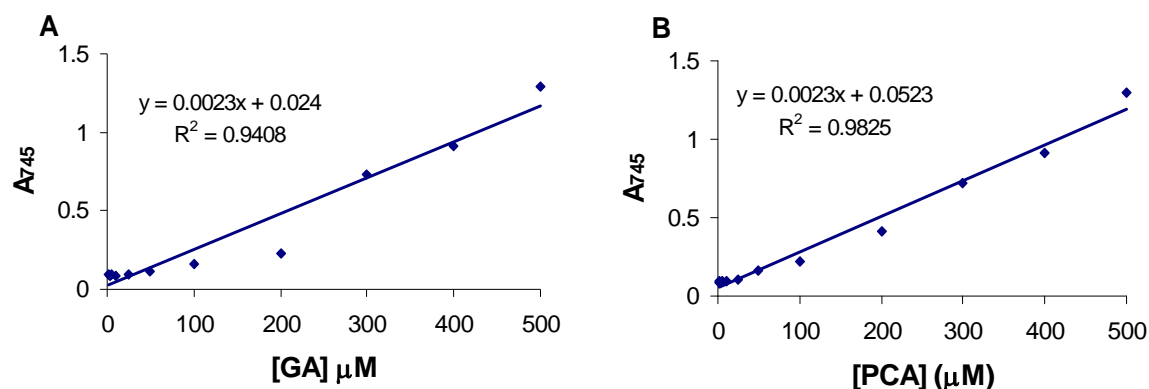 A
1.5
1
0.5
0
y = 0.0023x + 0.024
R² = 0.9408
A745
0 100 200 300 400 500
[GA] μM
B
1.5
1
0.5
0
y = 0.0023x + 0.0523
R² = 0.9825
A745
0 100 200 300 400 500
[PCA] (μM)